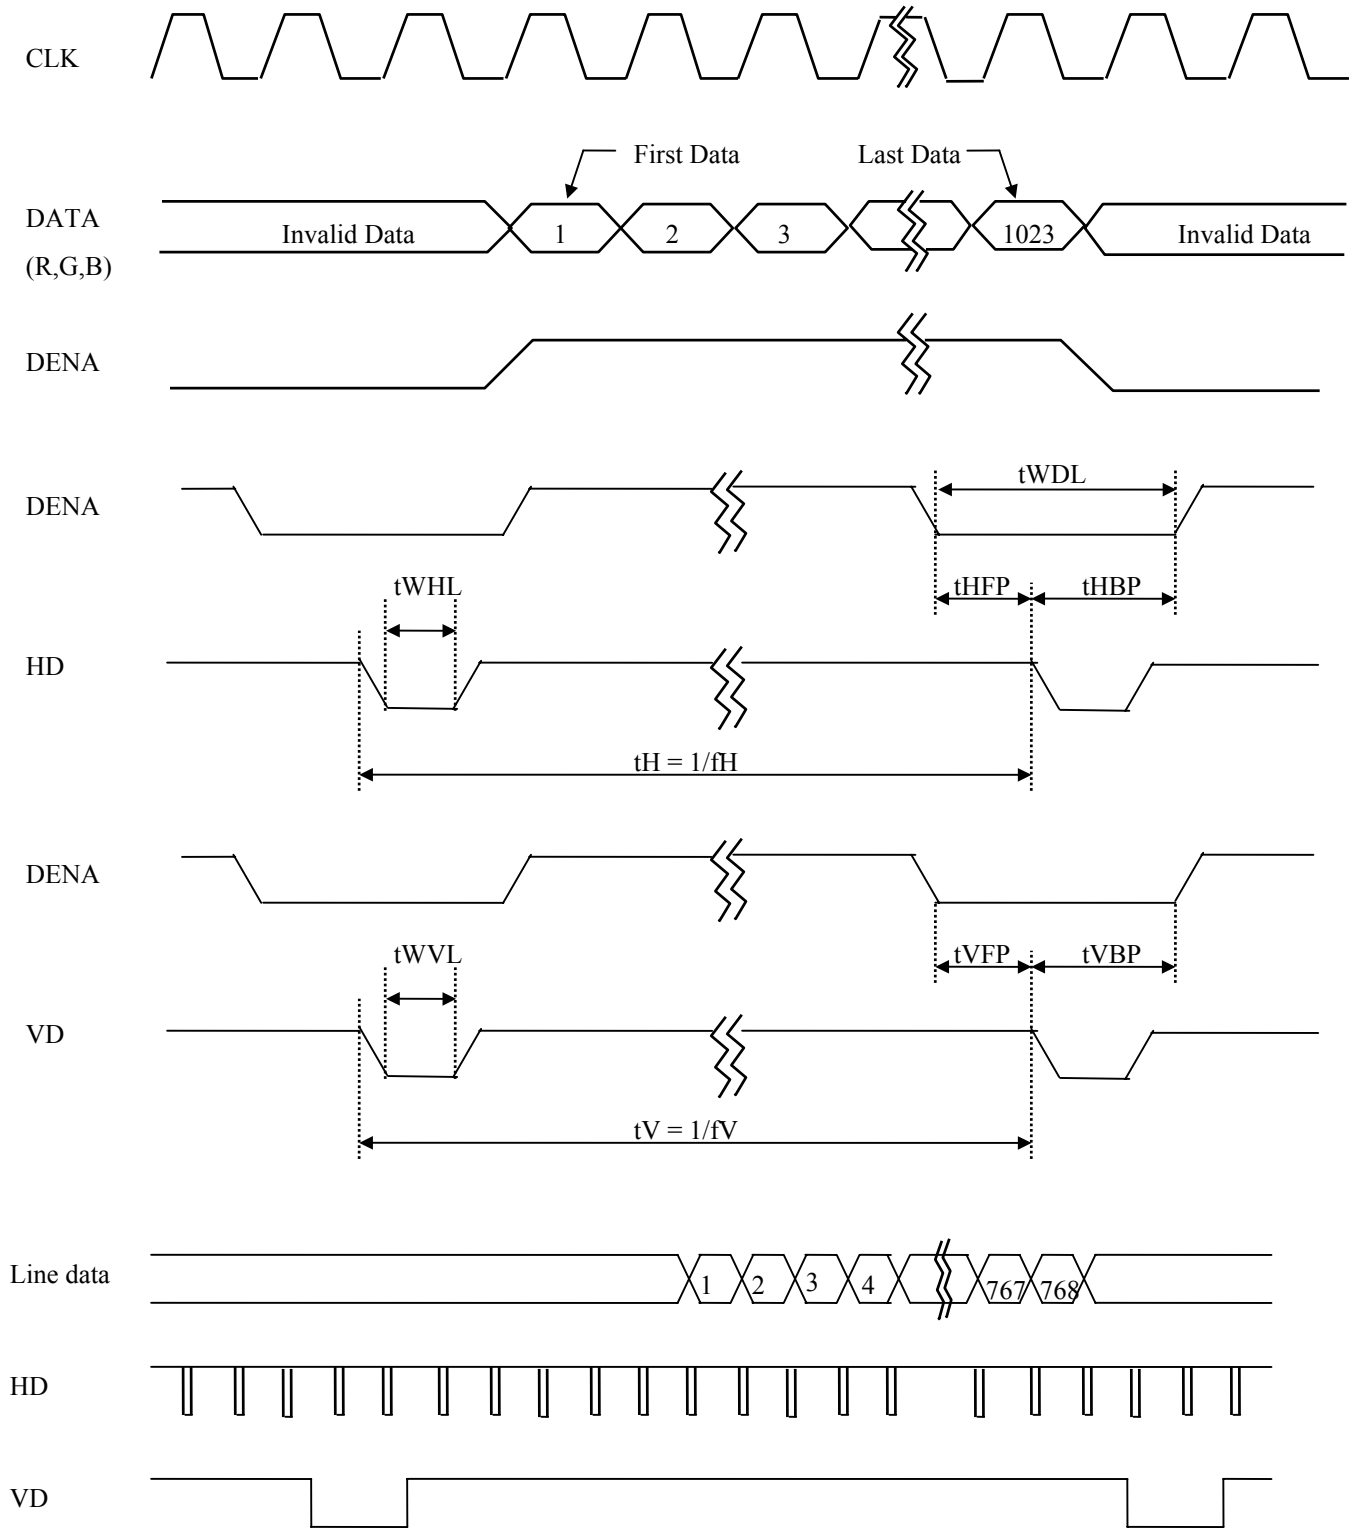 CLK
First Data
Last Data
DATA
(R,G,B)
Invalid Data
1
2
3
1023
Invalid Data
DENA
DENA
tWDL
tWHL
tHFP
tHBP
HD
tH = 1/fH
DENA
tWVL
tVFP
tVBP
VD
tV = 1/fV
Line data
1
2
3
4
767
768
HD
VD